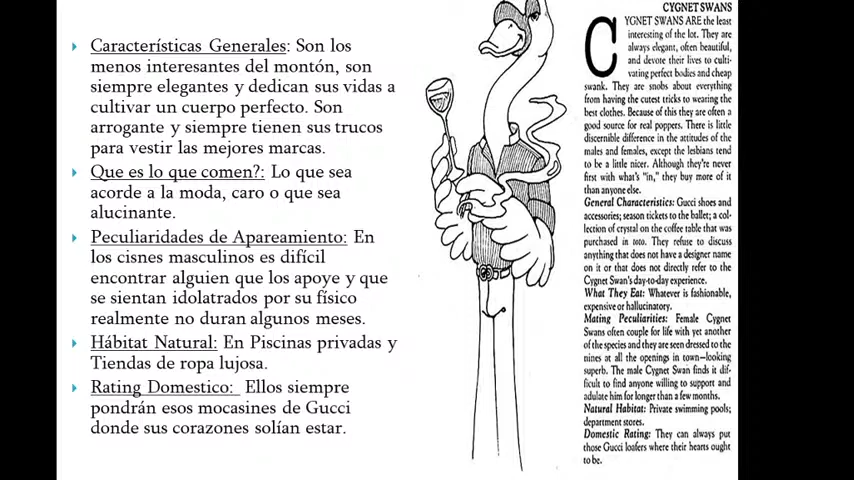 Características Generales: Son los
menos interesantes del montón, son
siempre elegantes y dedican sus vidas a
cultivar un cuerpo perfecto. Son
arrogante y siempre tienen sus trucos
para vestir las mejores marcas.
Que es lo que comen?: Lo que sea
acorde a la moda, caro o que sea
alucinante.
Peculiaridades de Apareamiento: En
los cisnes masculinos es difícil
encontrar alguien que los apoye y que
se sientan idolatrados por su físico
realmente no duran algunos meses.
Hábitat Natural: En Piscinas privadas y
Tiendas de ropa lujosa.
Rating Domestico: Ellos siempre
pondrán esos mocasines de Gucci
donde sus corazones solían estar.
CYGNET SWANS
CYGNET SWANS ARE the least
interesting of the lot. They are
always elegant, often beautiful,
and devote their lives to culti-
vating perfect bodies and cheap
swank. They are snobs about everything
from having the cutest tricks to wearing the
best clothes. Because of this they are often a
good source for real poppers. There is little
discernible difference in the attitudes of the
males and females, except the lesbians tend
to be a little nicer. Although they're never
first with what's "in," they buy more of it
than anyone else.
General Characteristics: Gucci shoes and
accessories; season tickets to the ballet; a col-
lection of crystal on the coffee table that was
purchased in toto. They refuse to discuss
anything that does not have a designer name
on it or that does not directly refer to the
Cygnet Swan's day-to-day experience.
What They Eat: Whatever is fashionable,
expensive or hallucinatory.
Mating Peculiarities: Female Cygnet
Swans often couple for life with yet another
of the species and they are seen dressed to the
nines at all the openings in town—looking
superb. The male Cygnet Swan finds it dif-
ficult to find anyone willing to support and
adulate him for longer than a few months.
Natural Habitat: Private swimming pools;
department stores.
Domestic Rating: They can always put
those Gucci loafers where their hearts ought
to be.